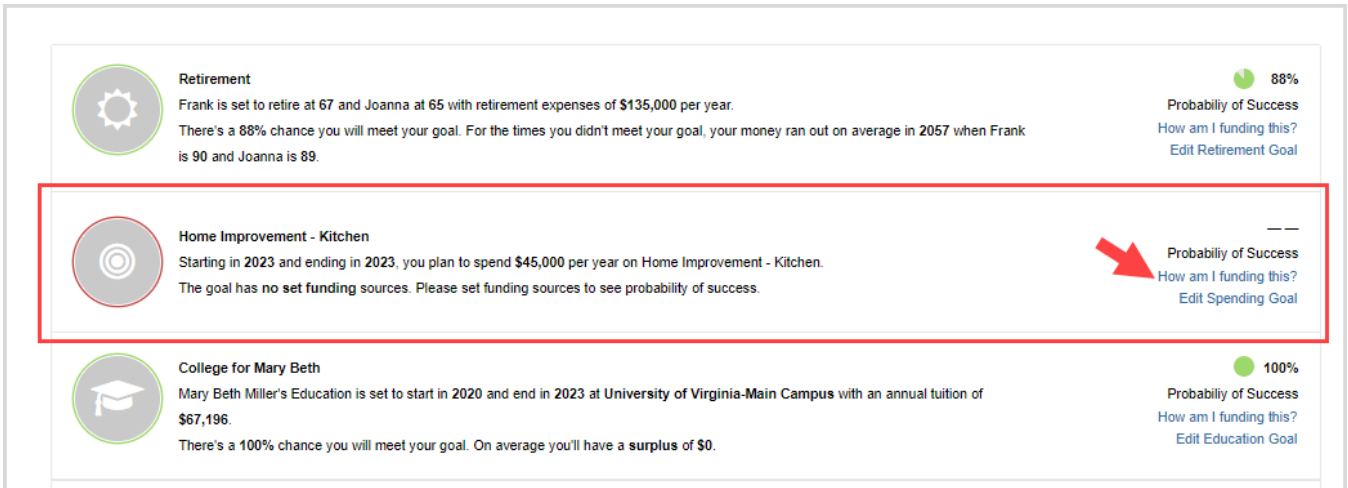 Retirement
88%
Frank is set to retire at 67 and Joanna at 65 with retirement expenses of $135,000 per year.
Probabiliy of Success
There's a 88% chance you will meet your goal. For the times you didn't meet your goal, your money ran out on average in 2057 when Frank
How am I funding this?
is 90 and Joanna is 89.
Edit Retirement Goal
Home Improvement - Kitchen
— —
Starting in 2023 and ending in 2023, you plan to spend $45,000 per year on Home Improvement - Kitchen.
Probabiliy of Success
The goal has no set funding sources. Please set funding sources to see probability of success.
How am I funding this?
Edit Spending Goal
College for Mary Beth
100%
Mary Beth Miller's Education is set to start in 2020 and end in 2023 at University of Virginia-Main Campus with an annual tuition of
Probabiliy of Success
$67,196.
How am I funding this?
There's a 100% chance you will meet your goal. On average you'll have a surplus of $0.
Edit Education Goal